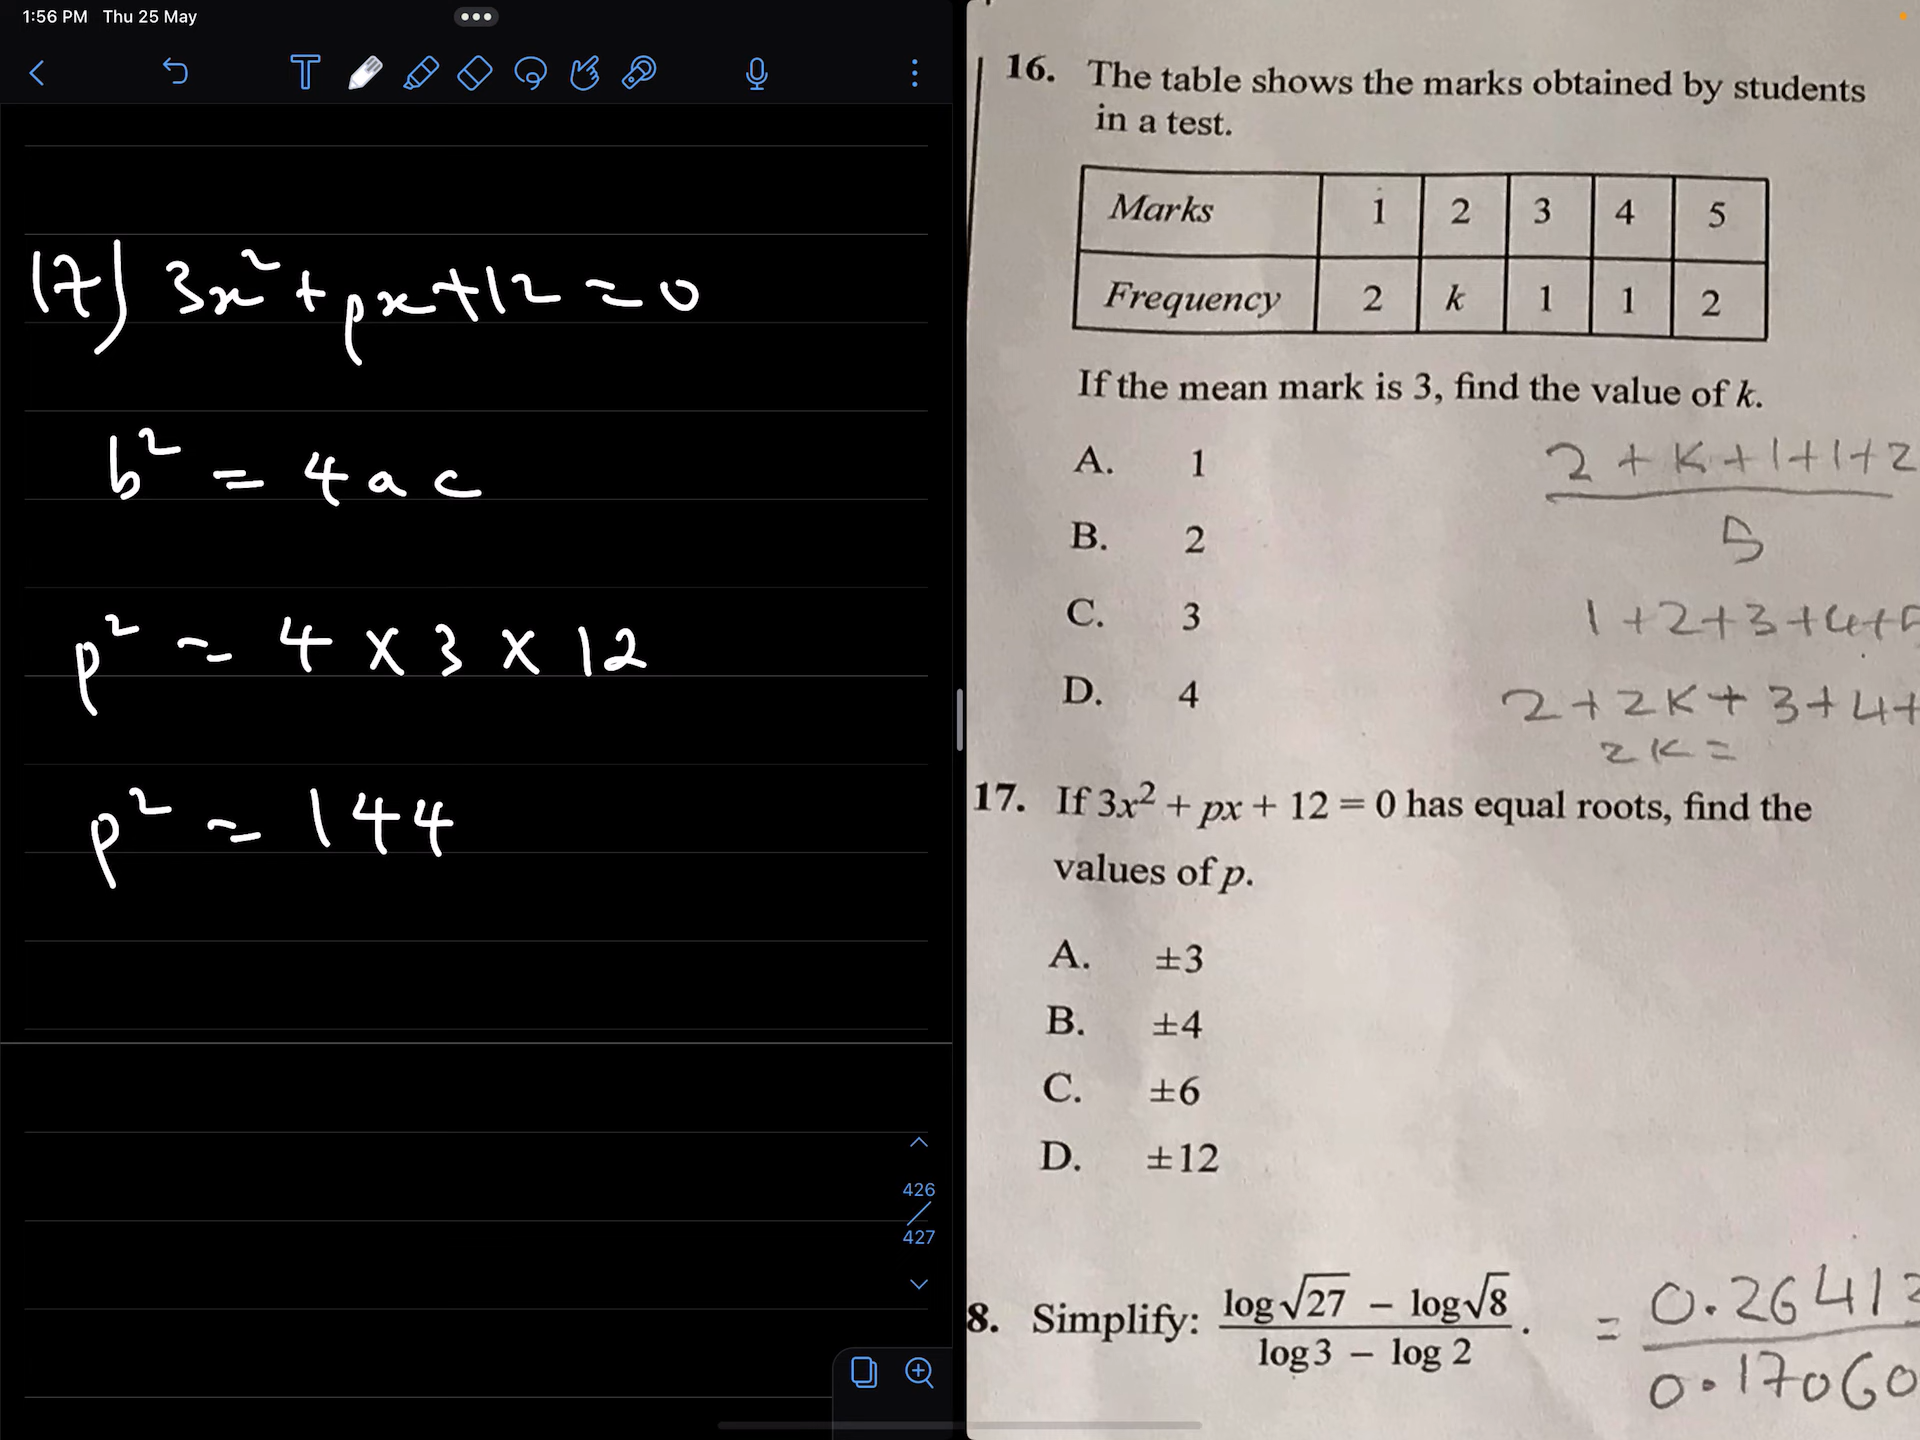 1:56 PM Thu 25 May
T
17) 3x² + px + 12 = 0
b² = 4ac
p² = 4 × 3 × 12
p² = 144
426
427
16. The table shows the marks obtained by students
in a test.
Marks 1 2 3 4 5
Frequency 2 k 1 1 2
If the mean mark is 3, find the value of k.
A. 1
B. 2
C. 3
D. 4
2 + K + 1 + 1 + 2
5
1 + 2 + 3 + 4 + 5
2 + 2K + 3 + 4 +
2K =
17. If 3x² + px + 12 = 0 has equal roots, find the
values of p.
A. ±3
B. ±4
C. ±6
D. ±12
8. Simplify: log√27 − log√8
log 3 − log 2 .
= 0.26413
0.17060